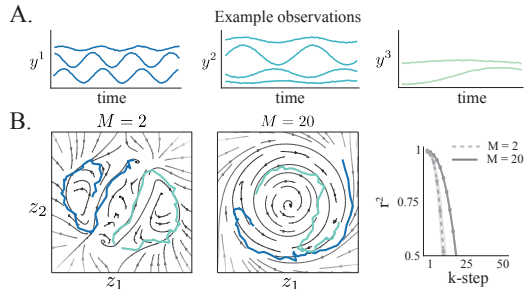 A.
Example observations
y¹
y²
y³
time
time
time
B.
M = 2
M = 20
z₂
z₁
z₁
M = 2
M = 20
r²
1
0.75
0.5
1
25
50
k-step